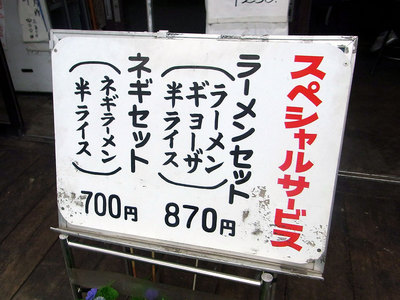 スペシャルサービス
ラーメンセット
(ラーメン
ギョーザ
半ライス)
870円
ネギセット
(ネギラーメン
半ライス)
700円